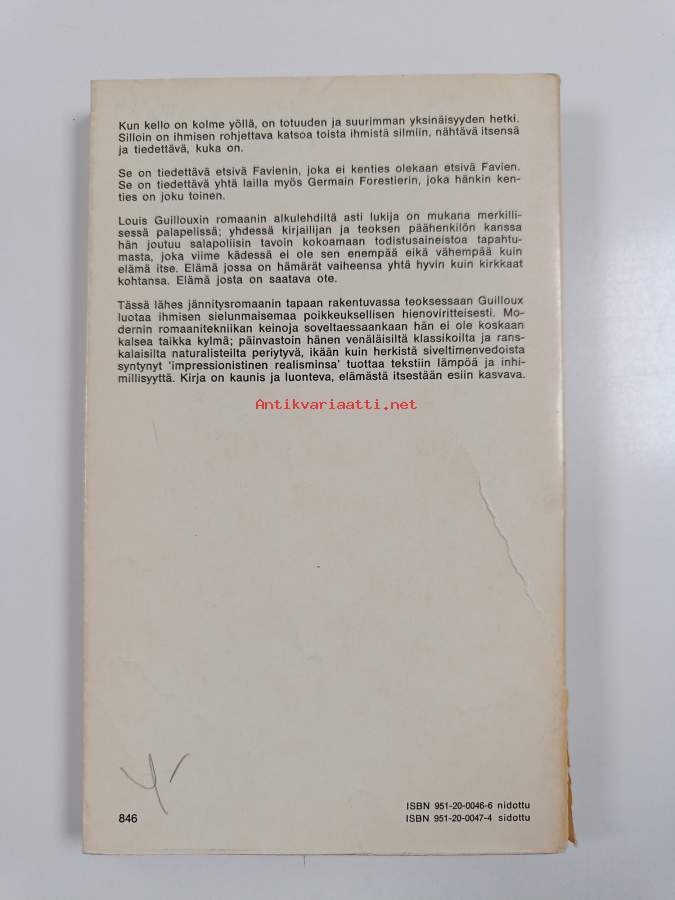 Kun kello on kolme yöllä, on totuuden ja suurimman yksinäisyyden hetki.
Silloin on ihmisen rohjettava katsoa toista ihmistä silmiin, nähtävä itsensä
ja tiedettävä, kuka on.
Se on tiedettävä etsivä Favienin, joka ei kenties olekaan etsivä Favien.
Se on tiedettävä yhtä lailla myös Germain Forestierin, joka hänkin ken-
ties on joku toinen.
Louis Guillouxin romaanin alkulehdiltä asti lukija on mukana merkilli-
sessä palapelissä; yhdessä kirjailijan ja teoksen päähenkilön kanssa
hän joutuu salapoliisin tavoin kokoamaan todistusaineistoa tapahtu-
masta, joka viime kädessä ei ole sen enempää eikä vähempää kuin
elämä itse. Elämä jossa on hämärät vaiheensa yhtä hyvin kuin kirkkaat
kohtansa. Elämä josta on saatava ote.
Tässä lähes jännitysromaanin tapaan rakentuvassa teoksessaan Guilloux
luotaa ihmisen sielunmaisemaa poikkeuksellisen hienoviritteisesti. Mo-
dernin romaanitekniikan keinoja soveltaessaankaan hän ei ole koskaan
kalsea taikka kylmä; päinvastoin hänen venäläisiltä klassikoilta ja rans-
kalaisilta naturalisteilta periytyvä, ikään kuin herkistä siveltimenvedoista
syntynyt 'impressionistinen realisminsa' tuottaa tekstiin lämpöä ja inhi-
millisyyttä. Kirja on kaunis ja luonteva, elämästä itsestään esiin kasvava.
Antikvariaatti.net
ISBN 951-20-0046-6 nidottu
846
ISBN 951-20-0047-4 sidottu